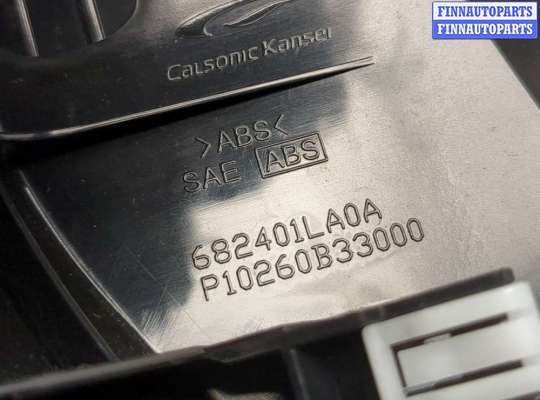 FINNAUTOPARTS
FINNAUTOPARTS
Calsonic Kansei
>ABS<
SAE ABS
682401LA0A
P10260B33000